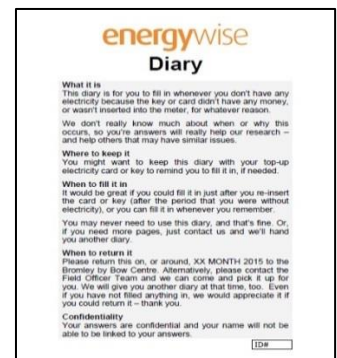 energywise
Diary
What it is
This diary is for you to fill in whenever you don't have any
electricity because the key or card didn't have any money,
or wasn't inserted into the meter, for whatever reason.
We don't really know much about when or why this
occurs, so you're answers will really help our research –
and help others that may have similar issues.
Where to keep it
You might want to keep this diary with your top-up
electricity card or key to remind you to fill it in, if needed.
When to fill it in
It would be great if you could fill it in just after you re-insert
the card or key (after the period that you were without
electricity), or you can fill it in whenever you remember.
You may never need to use this diary, and that's fine. Or,
if you need more pages, just contact us and we'll hand
you another diary.
When to return it
Please return this on, or around, XX MONTH 2015 to the
Bromley by Bow Centre. Alternatively, please contact the
Field Officer Team and we can come and pick it up for
you. We will give you another diary at that time, too. Even
if you have not filled anything in, we would appreciate it if
you could return it – thank you.
Confidentiality
Your answers are confidential and your name will not be
able to be linked to your answers.
ID#